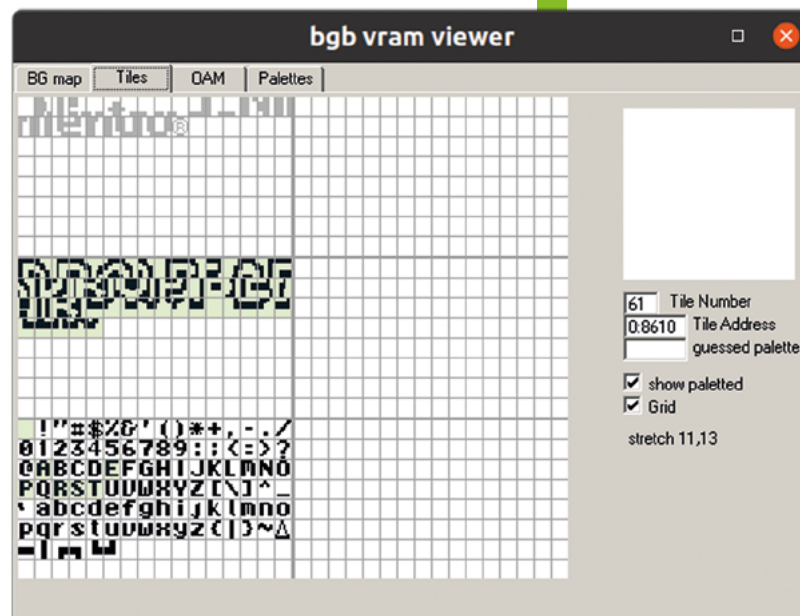 bgb vram viewer
BG map Tiles OAM Palettes
®
61 Tile Number
0:8610 Tile Address
guessed palette
show paletted
Grid
stretch 11,13
!"#$%&'()*+,-./
0123456789:;<=>?
@ABCDEFGHIJKLMNO
PQRSTUVWXYZ[\]^_
`abcdefghijklmno
pqrstuvwxyz{|}~△